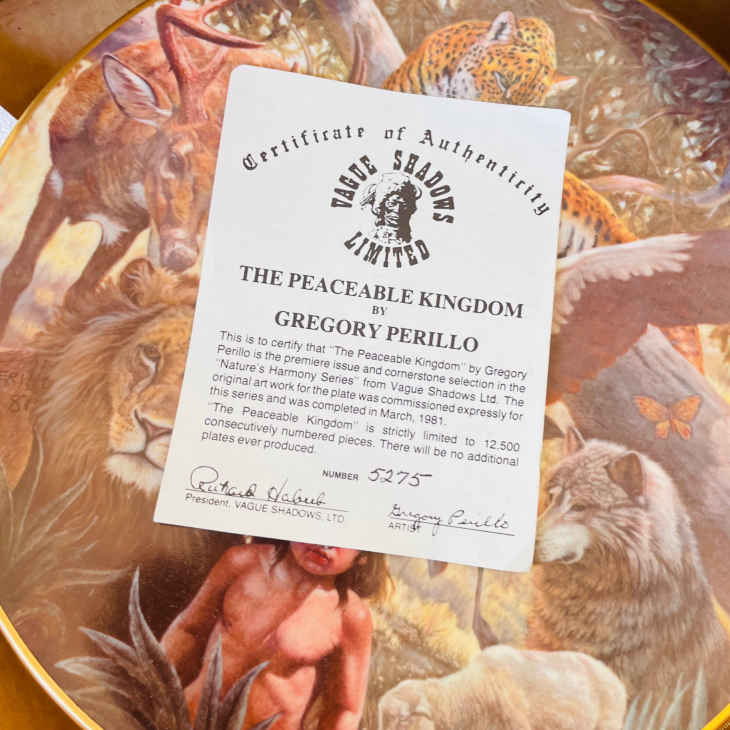 Certificate of Authenticity
VAGUE SHADOWS
LIMITED
THE PEACEABLE KINGDOM
BY
GREGORY PERILLO
This is to certify that "The Peaceable Kingdom" by Gregory
Perillo is the premiere issue and cornerstone selection in the
"Nature's Harmony Series" from Vague Shadows Ltd. The
original art work for the plate was commissioned expressly for
this series and was completed in March, 1981.
"The Peaceable Kingdom" is strictly limited to 12,500
consecutively numbered pieces. There will be no additional
plates ever produced.
NUMBER 5275
Richard Habeeb
President, VAGUE SHADOWS, LTD.
Gregory Perillo
ARTIST